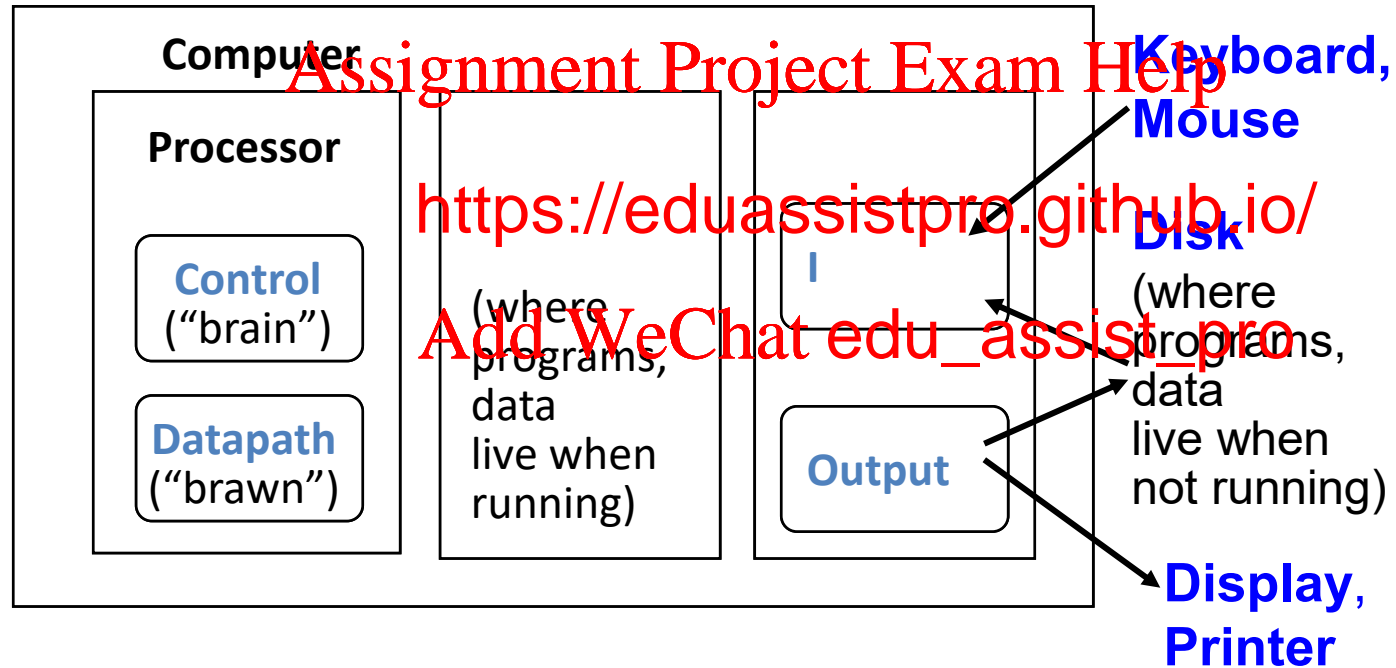 Computer
Assignment Project Exam Help
Keyboard,
Mouse
Processor
https://eduassistpro.github.io/
Disk
(where
programs,
data
live when
not running)
Control
(“brain”)
I
(where
programs,
data
live when
running)
Add WeChat edu_assist_pro
Datapath
(“brawn”)
Output
Display,
Printer